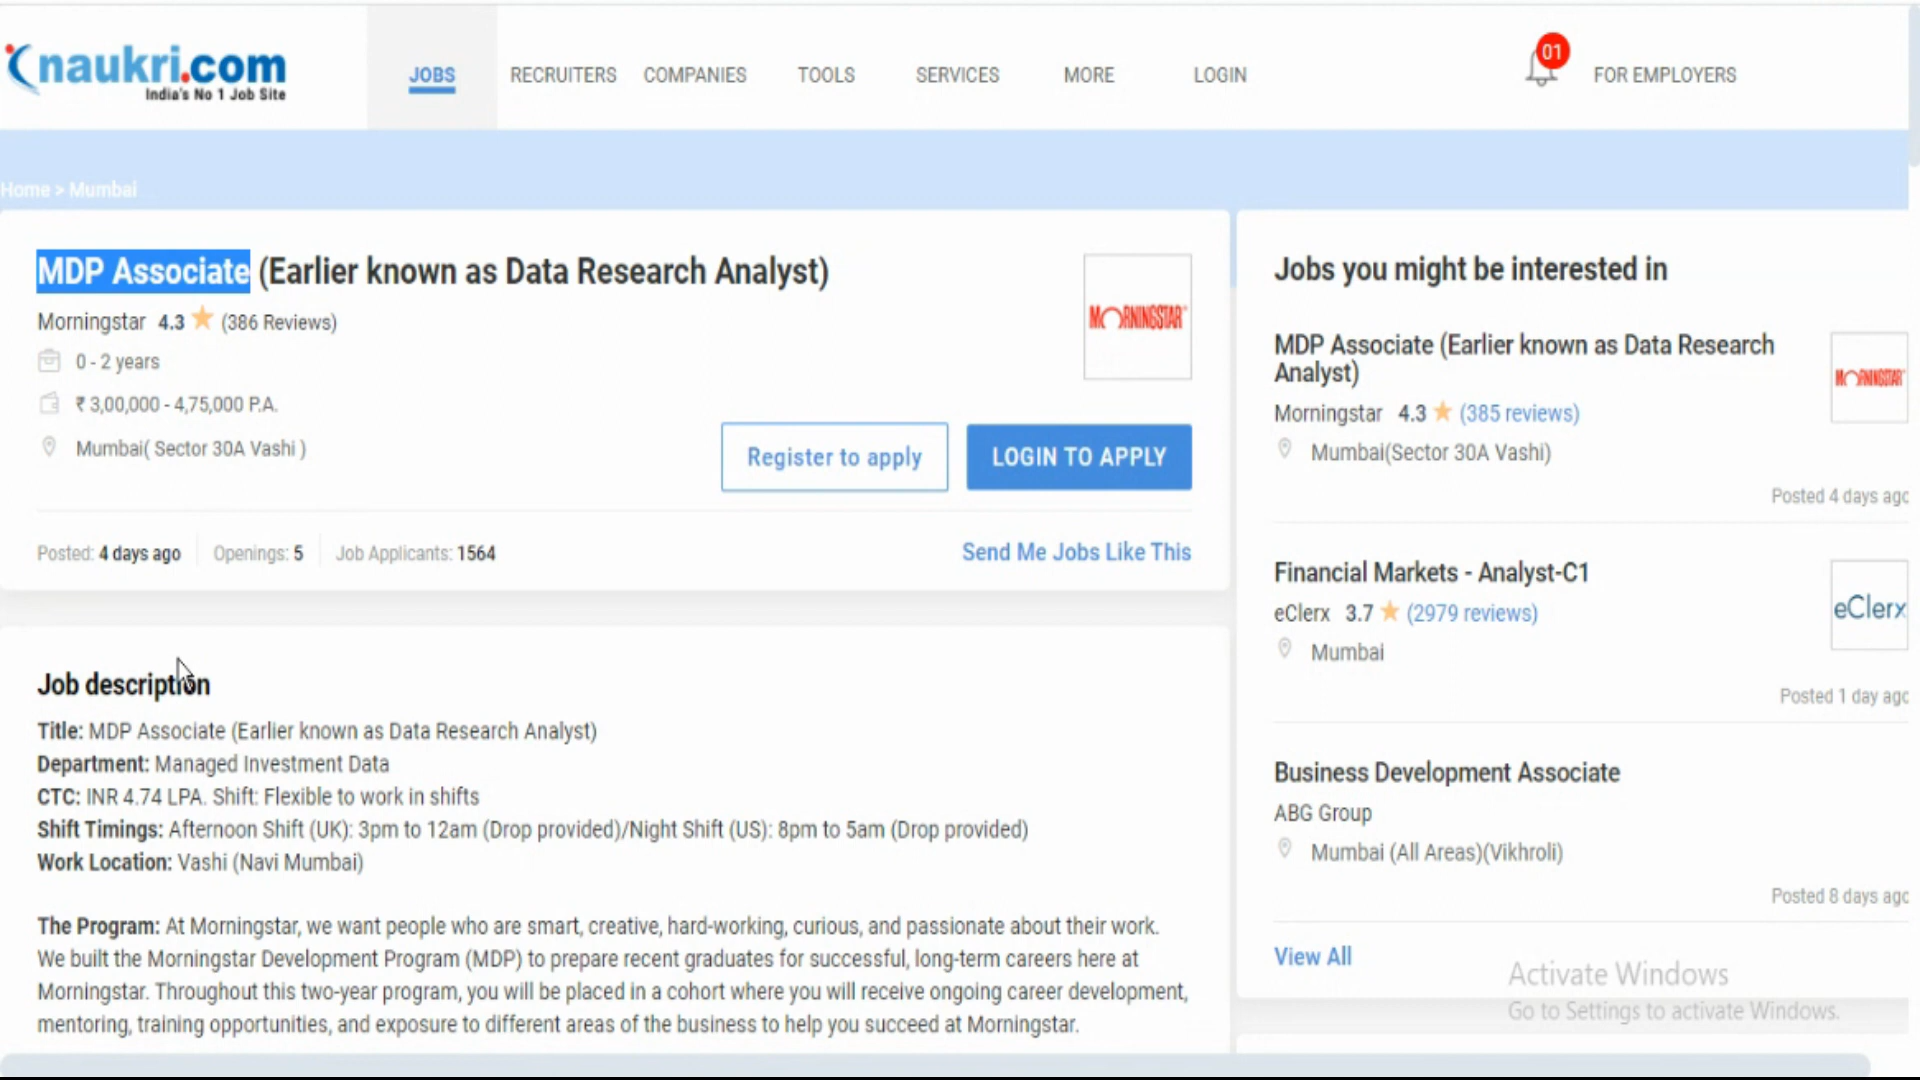 naukri.com
India's No 1 Job Site
JOBS
RECRUITERS
COMPANIES
TOOLS
SERVICES
MORE
LOGIN
01
FOR EMPLOYERS
Home > Mumbai
MDP Associate (Earlier known as Data Research Analyst)
Morningstar 4.3 (386 Reviews)
0 - 2 years
₹ 3,00,000 - 4,75,000 P.A.
Mumbai( Sector 30A Vashi )
MORNINGSTAR
Register to apply
LOGIN TO APPLY
Posted: 4 days ago
Openings: 5
Job Applicants: 1564
Send Me Jobs Like This
Job description
Title: MDP Associate (Earlier known as Data Research Analyst)
Department: Managed Investment Data
CTC: INR 4.74 LPA. Shift: Flexible to work in shifts
Shift Timings: Afternoon Shift (UK): 3pm to 12am (Drop provided)/Night Shift (US): 8pm to 5am (Drop provided)
Work Location: Vashi (Navi Mumbai)
The Program: At Morningstar, we want people who are smart, creative, hard-working, curious, and passionate about their work.
We built the Morningstar Development Program (MDP) to prepare recent graduates for successful, long-term careers here at
Morningstar. Throughout this two-year program, you will be placed in a cohort where you will receive ongoing career development,
mentoring, training opportunities, and exposure to different areas of the business to help you succeed at Morningstar.
Jobs you might be interested in
MDP Associate (Earlier known as Data Research
Analyst)
Morningstar 4.3 (385 reviews)
Mumbai(Sector 30A Vashi)
MORNINGSTAR
Posted 4 days ago
Financial Markets - Analyst-C1
eClerx 3.7 (2979 reviews)
Mumbai
eClerx
Posted 1 day ago
Business Development Associate
ABG Group
Mumbai (All Areas)(Vikhroli)
Posted 8 days ago
View All
Activate Windows
Go to Settings to activate Windows.